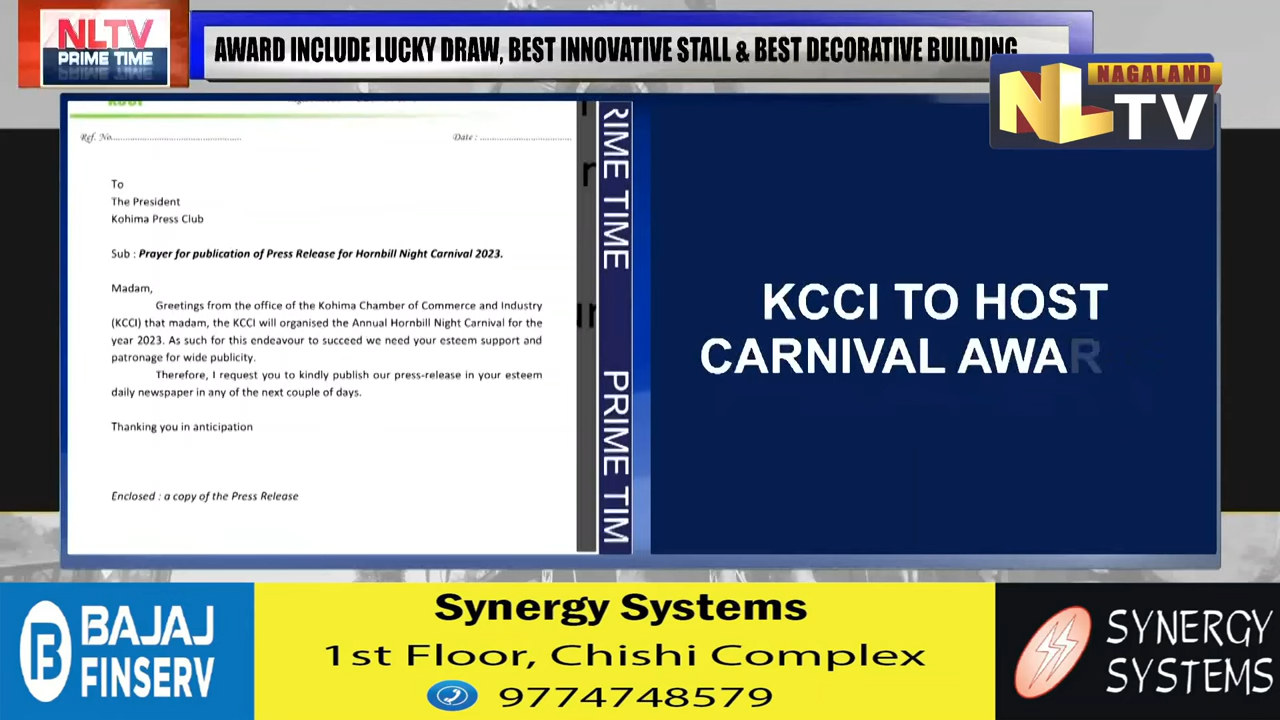 NLTV
PRIME TIME
AWARD INCLUDE LUCKY DRAW, BEST INNOVATIVE STALL & BEST DECORATIVE BUILDING
NAGALAND
NL TV
Ref. No.
Date :
To
The President
Kohima Press Club
Sub : Prayer for publication of Press Release for Hornbill Night Carnival 2023.
Madam,
Greetings from the office of the Kohima Chamber of Commerce and Industry
(KCCI) that madam, the KCCI will organised the Annual Hornbill Night Carnival for the
year 2023. As such for this endeavour to succeed we need your esteem support and
patronage for wide publicity.
Therefore, I request you to kindly publish our press-release in your esteem
daily newspaper in any of the next couple of days.
Thanking you in anticipation
Enclosed : a copy of the Press Release
RIME TIME
PRIME TIM
KCCI TO HOST
CARNIVAL AWAR
BAJAJ
FINSERV
Synergy Systems
1st Floor, Chishi Complex
9774748579
SYNERGY
SYSTEMS